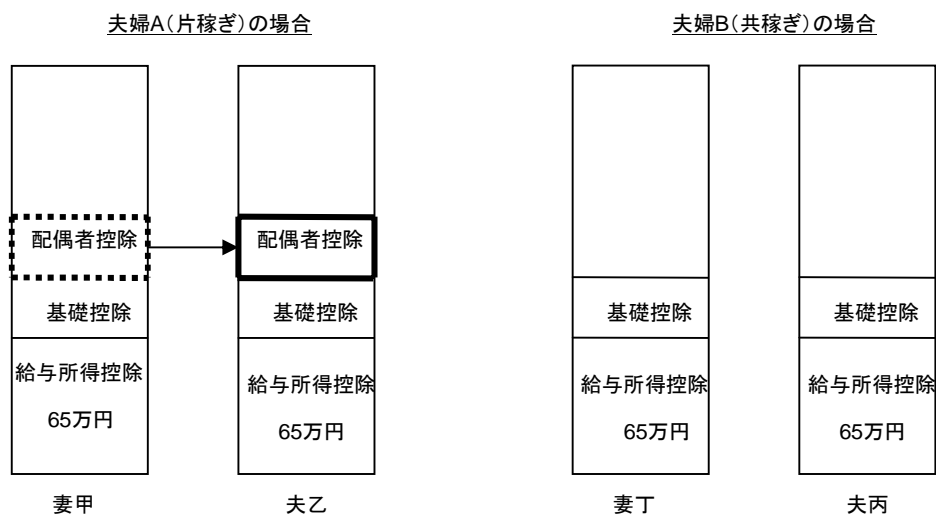 夫婦A（片稼ぎ）の場合
配偶者控除
配偶者控除
基礎控除
基礎控除
給与所得控除
65万円
給与所得控除
65万円
妻甲
夫乙
夫婦B（共稼ぎ）の場合
基礎控除
基礎控除
給与所得控除
65万円
給与所得控除
65万円
妻丁
夫丙